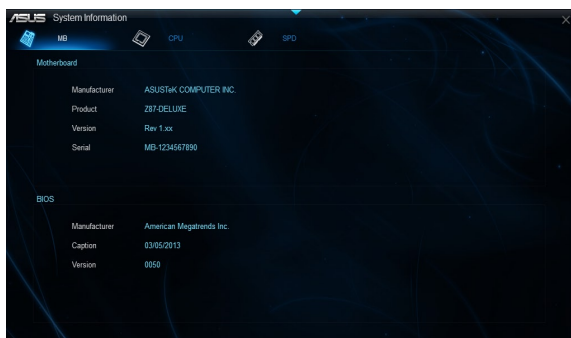 ASUS System Information
MB CPU SPD
Motherboard
Manufacturer ASUSTeK COMPUTER INC.
Product Z87-DELUXE
Version Rev 1.xx
Serial MB-1234567890
BIOS
Manufacturer American Megatrends Inc.
Caption 03/05/2013
Version 0050